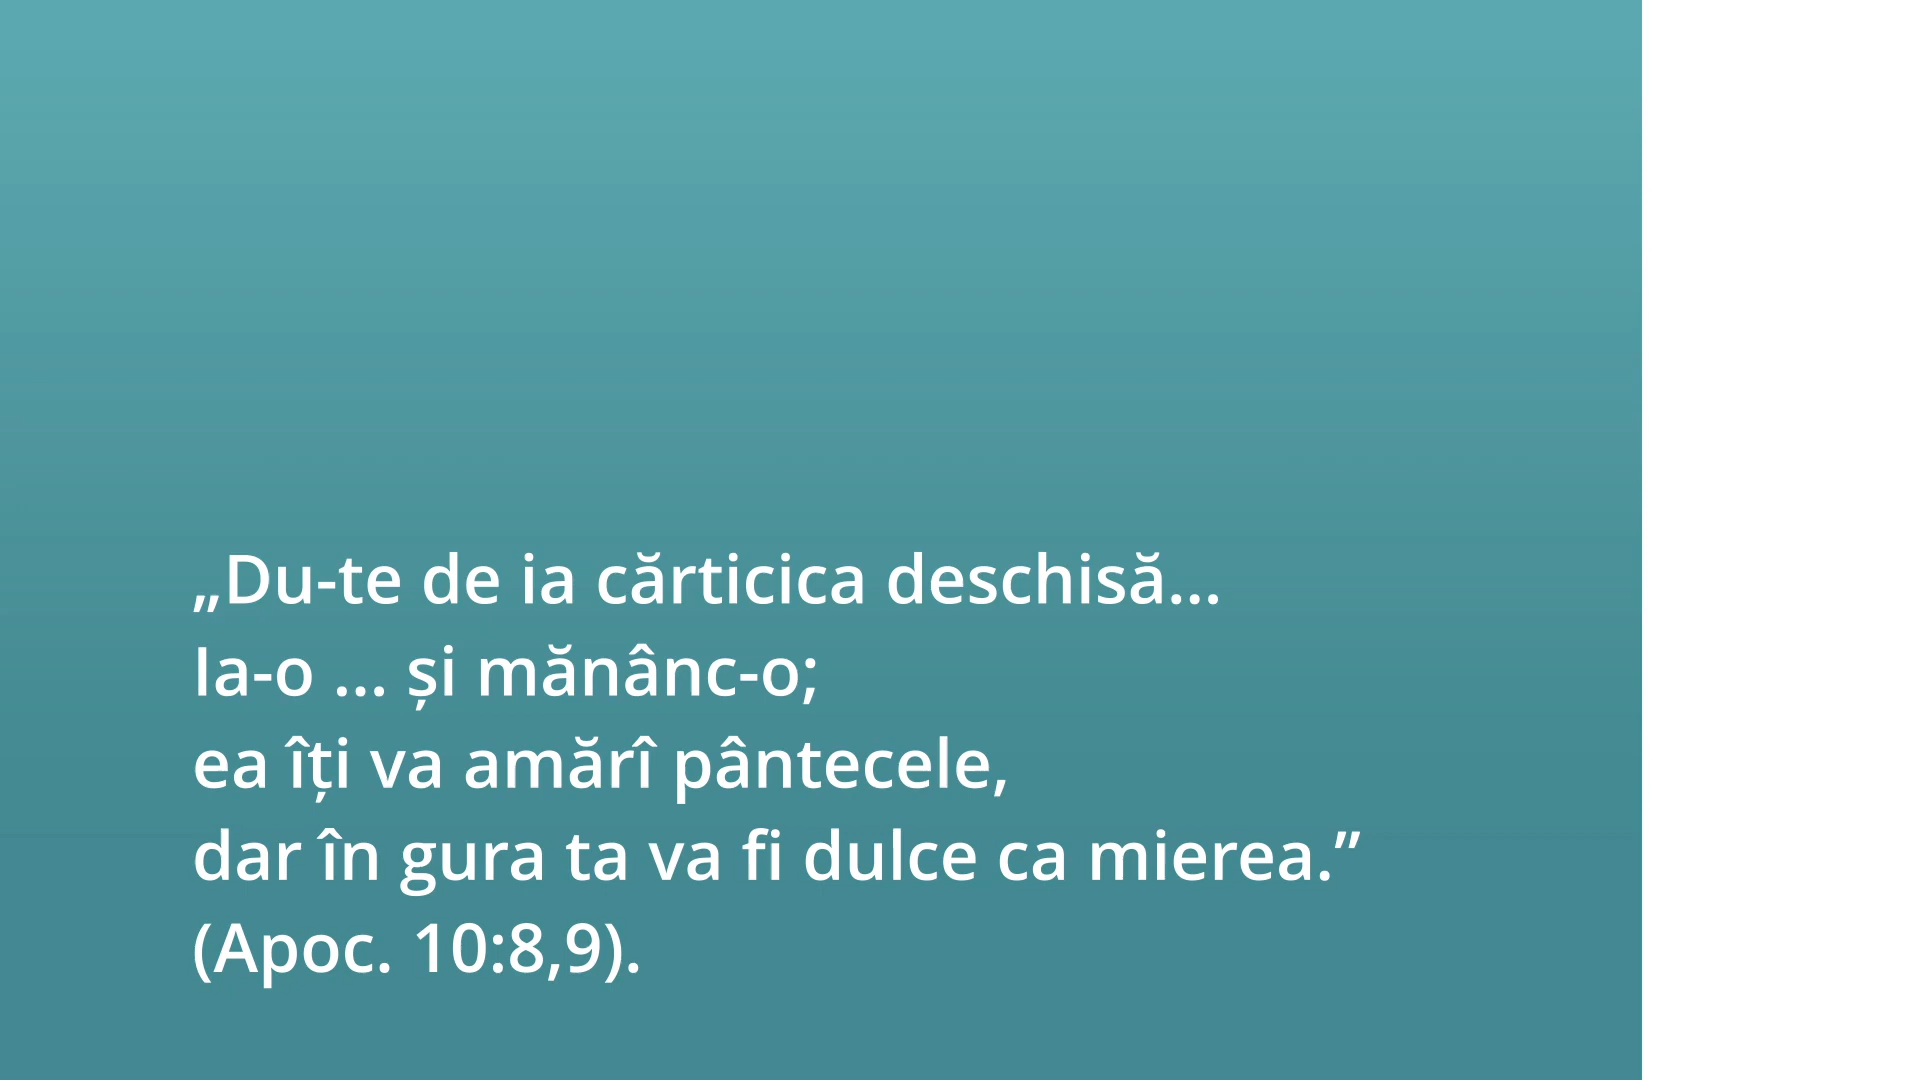 „Du-te de ia cărticica deschisă...
Ia-o ... și mănânc-o;
ea îți va amărî pântecele,
dar în gura ta va fi dulce ca mierea.”
(Apoc. 10:8,9).